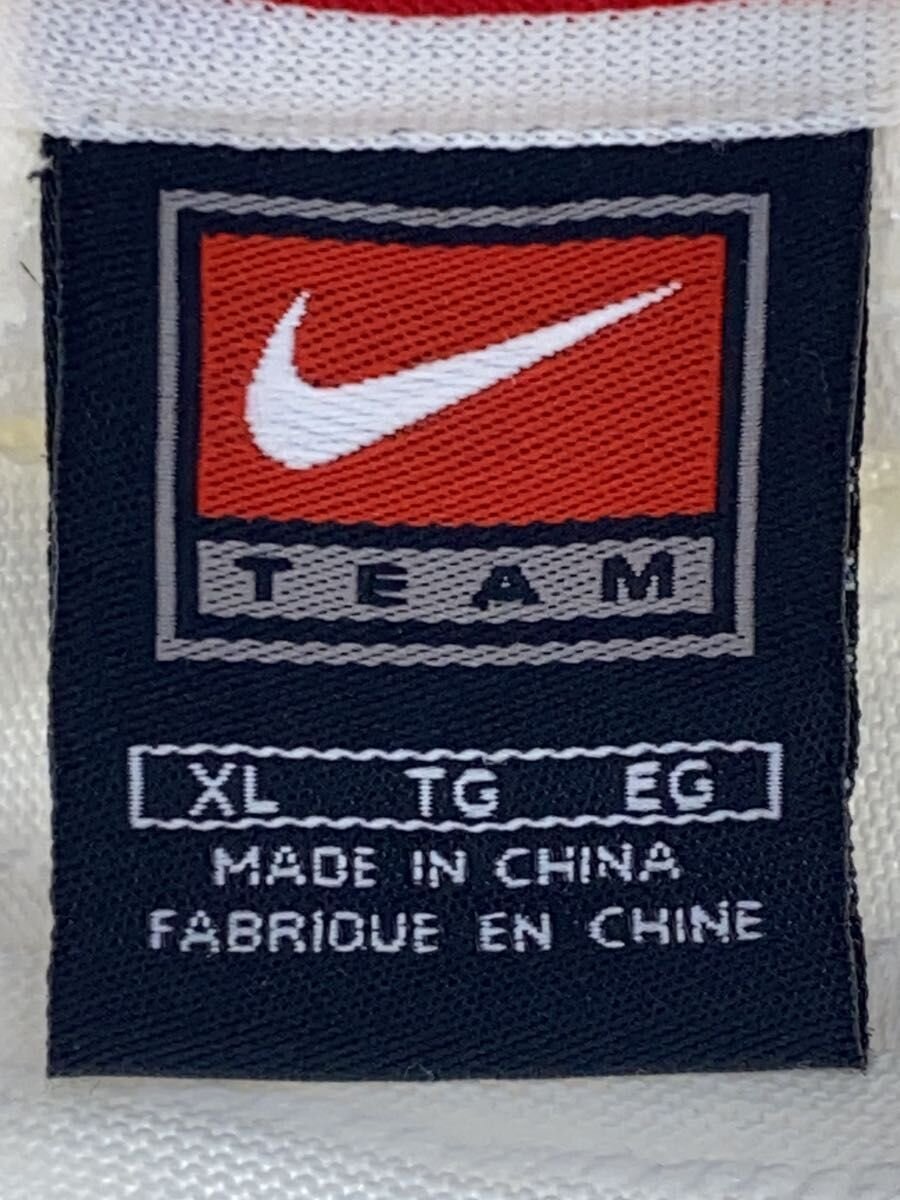 TEAM
XL TG EG
MADE IN CHINA
FABRIQUE EN CHINE